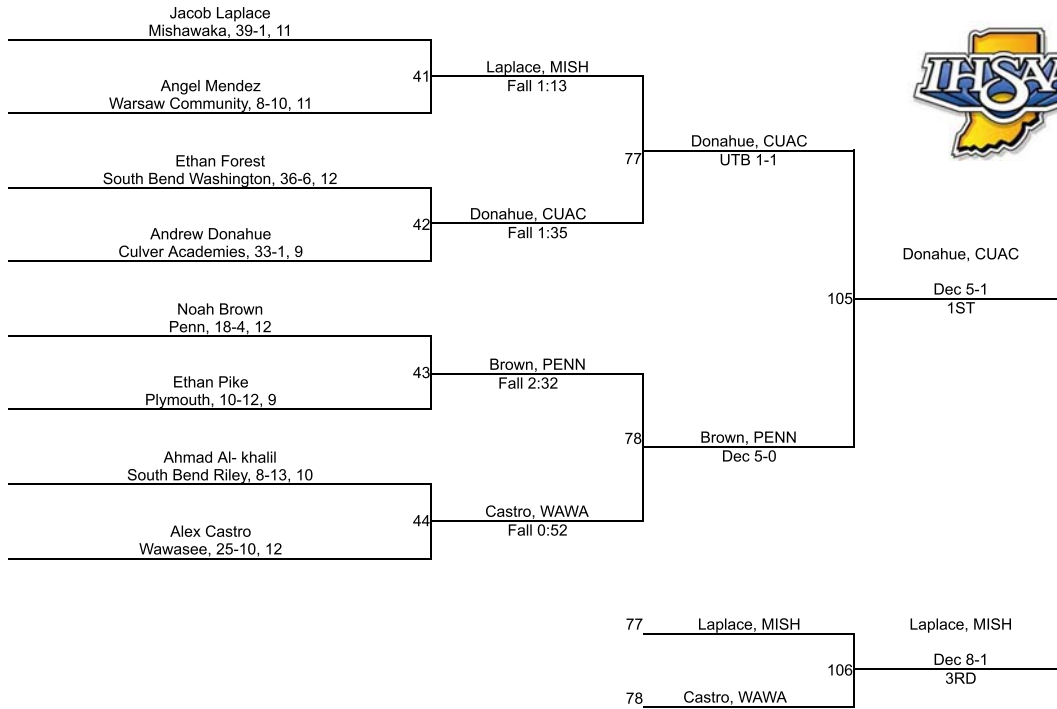 Jacob Laplace
Mishawaka, 39-1, 11
41
Angel Mendez
Warsaw Community, 8-10, 11
Laplace, MISH
Fall 1:13
IHSAA
Ethan Forest
South Bend Washington, 36-6, 12
42
Andrew Donahue
Culver Academies, 33-1, 9
Donahue, CUAC
Fall 1:35
77
Donahue, CUAC
UTB 1-1
Noah Brown
Penn, 18-4, 12
43
Ethan Pike
Plymouth, 10-12, 9
Brown, PENN
Fall 2:32
Ahmad Al- khalil
South Bend Riley, 8-13, 10
44
Alex Castro
Wawasee, 25-10, 12
Castro, WAWA
Fall 0:52
78
Brown, PENN
Dec 5-0
105
Donahue, CUAC
Dec 5-1
1ST
77
Laplace, MISH
106
78
Castro, WAWA
Laplace, MISH
Dec 8-1
3RD